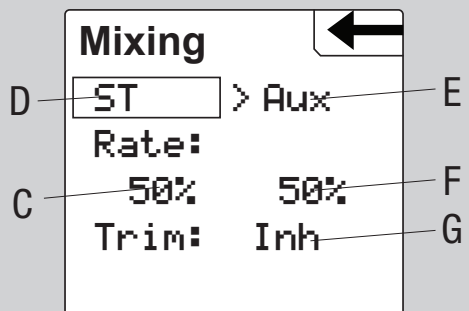 Mixing
D ST > Aux E
Rate:
C 50% 50% F
Trim: Inh G